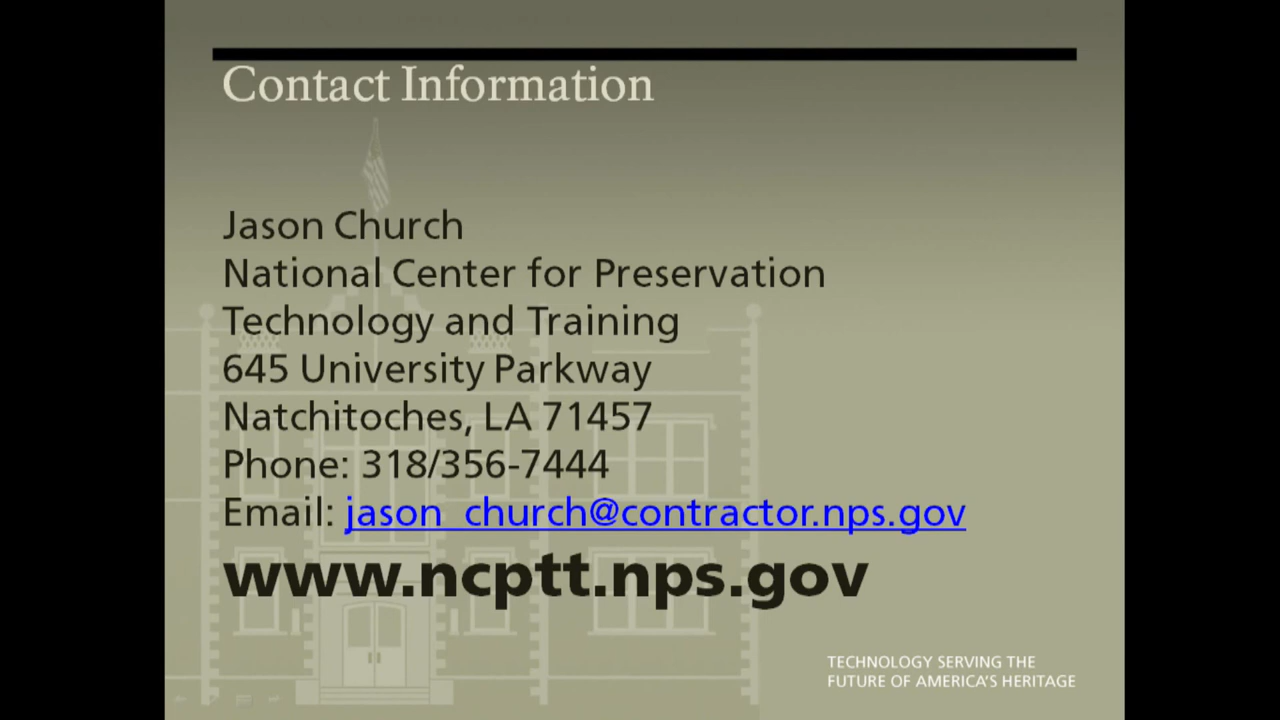 Contact Information
Jason Church
National Center for Preservation
Technology and Training
645 University Parkway
Natchitoches, LA 71457
Phone: 318/356-7444
Email: jason_church@contractor.nps.gov
www.ncptt.nps.gov
TECHNOLOGY SERVING THE
FUTURE OF AMERICA'S HERITAGE